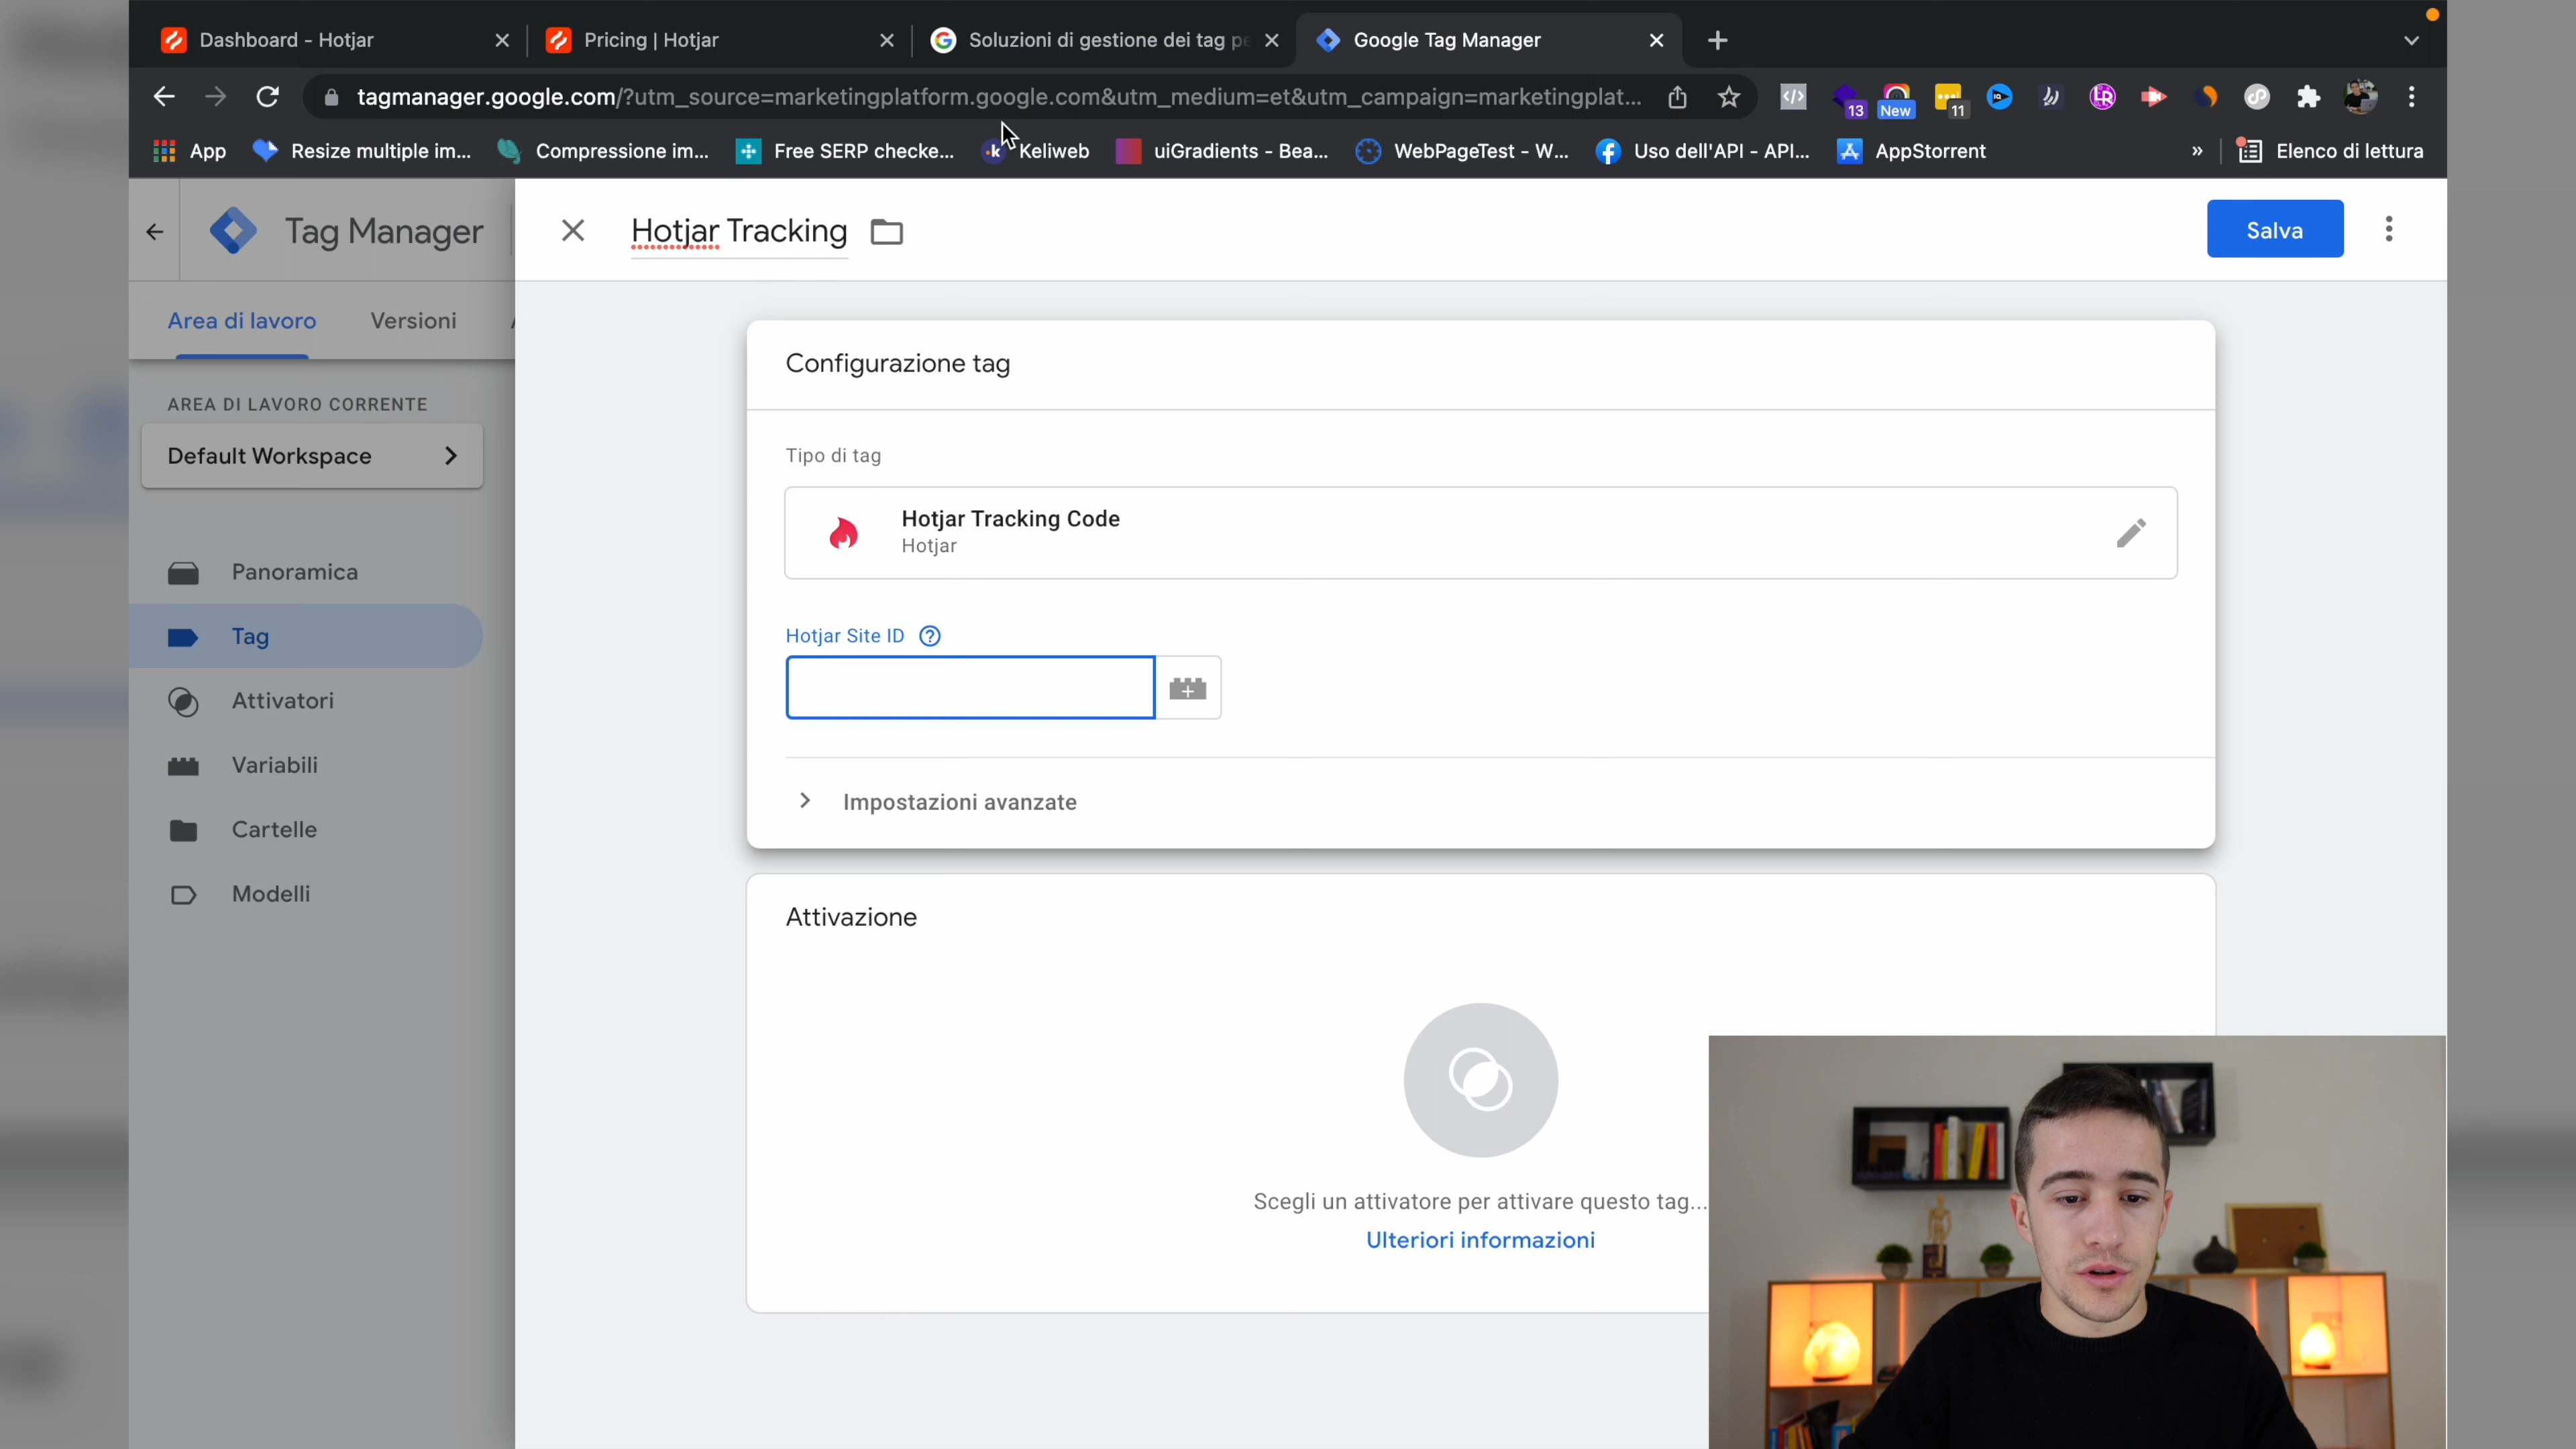 Dashboard - Hotjar
Pricing | Hotjar
Soluzioni di gestione dei tag pe
Google Tag Manager
tagmanager.google.com/?utm_source=marketingplatform.google.com&utm_medium=et&utm_campaign=marketingplat...
13
New
11
App
Resize multiple im...
Compressione im...
Free SERP checke...
Keliweb
uiGradients - Bea...
WebPageTest - W...
Uso dell'API - API...
AppStorrent
»
Elenco di lettura
Tag Manager
Hotjar Tracking
Salva
Area di lavoro
Versioni
AREA DI LAVORO CORRENTE
Default Workspace
Panoramica
Tag
Attivatori
Variabili
Cartelle
Modelli
Configurazione tag
Tipo di tag
Hotjar Tracking Code
Hotjar
Hotjar Site ID
Impostazioni avanzate
Attivazione
Scegli un attivatore per attivare questo tag...
Ulteriori informazioni